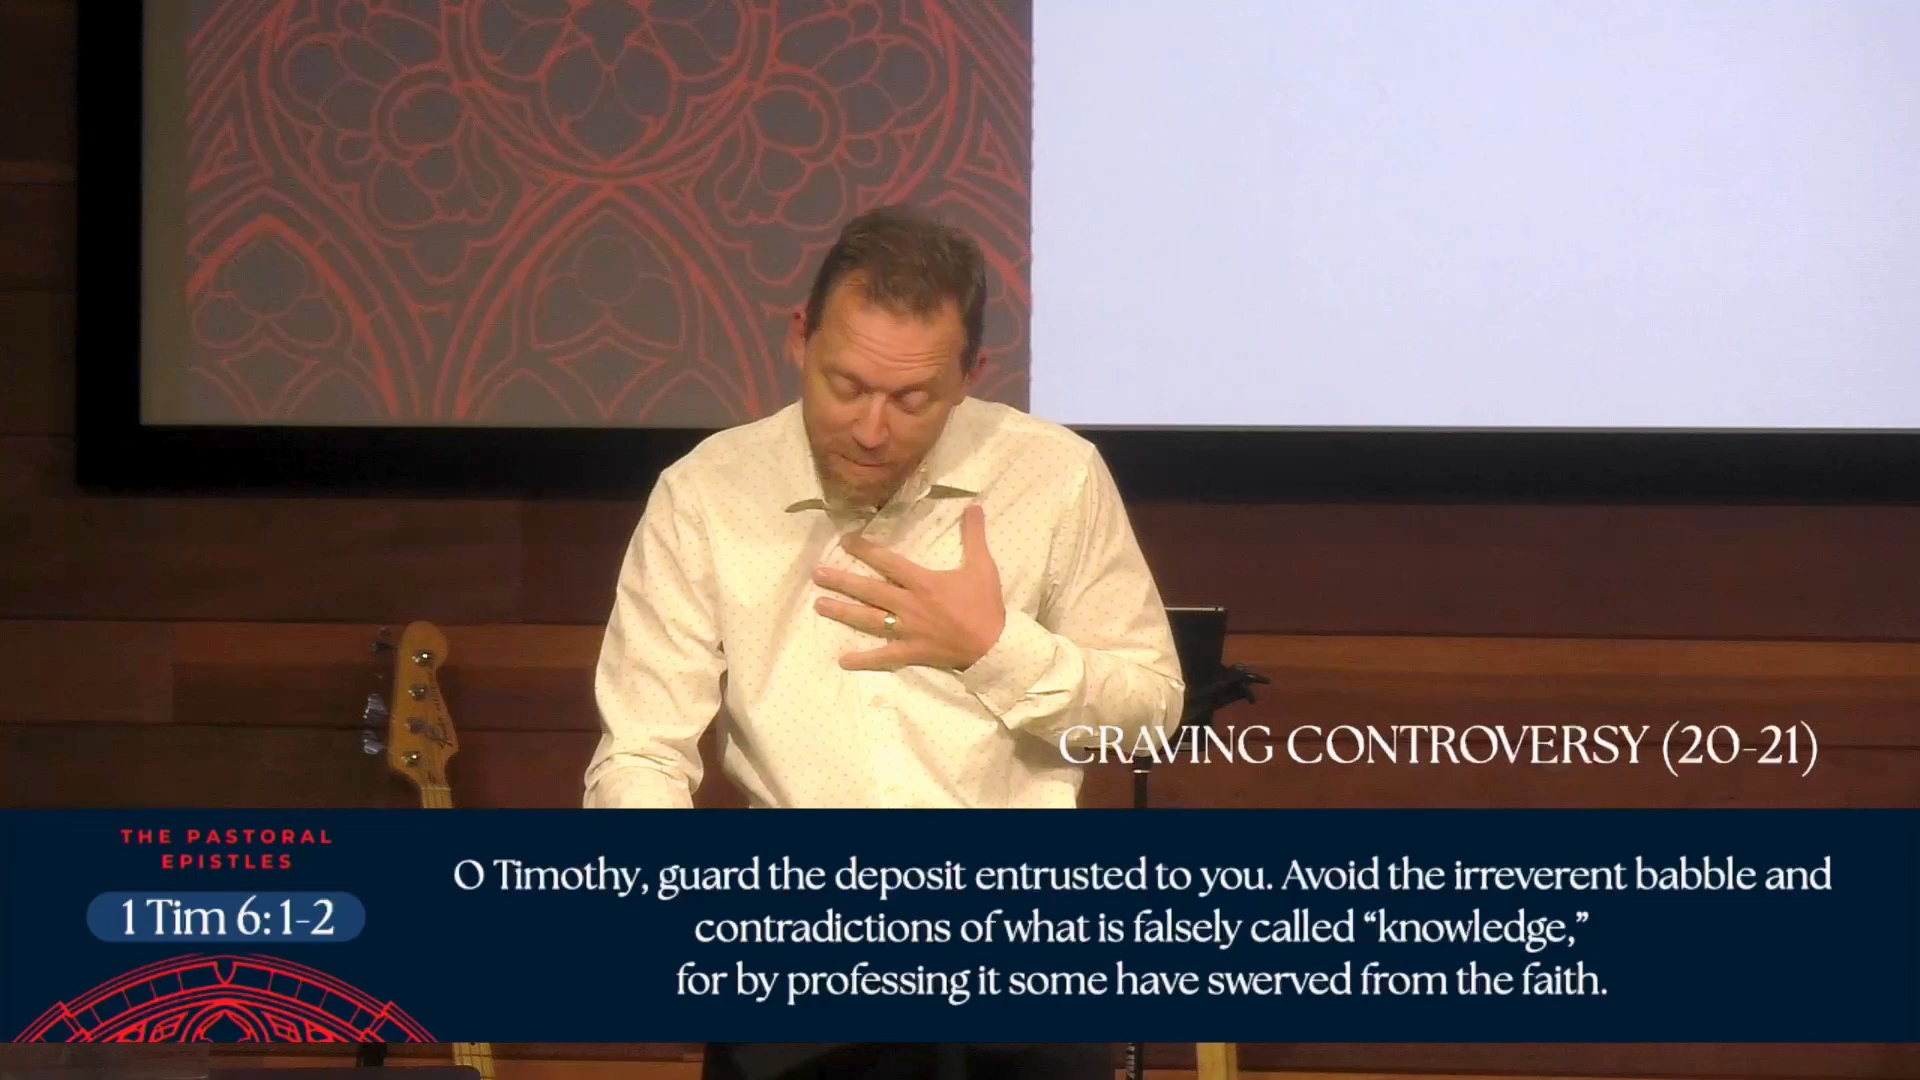 CRAVING CONTROVERSY (20-21)
THE PASTORAL
EPISTLES
1 Tim 6:1-2
O Timothy, guard the deposit entrusted to you. Avoid the irreverent babble and
contradictions of what is falsely called “knowledge,”
for by professing it some have swerved from the faith.